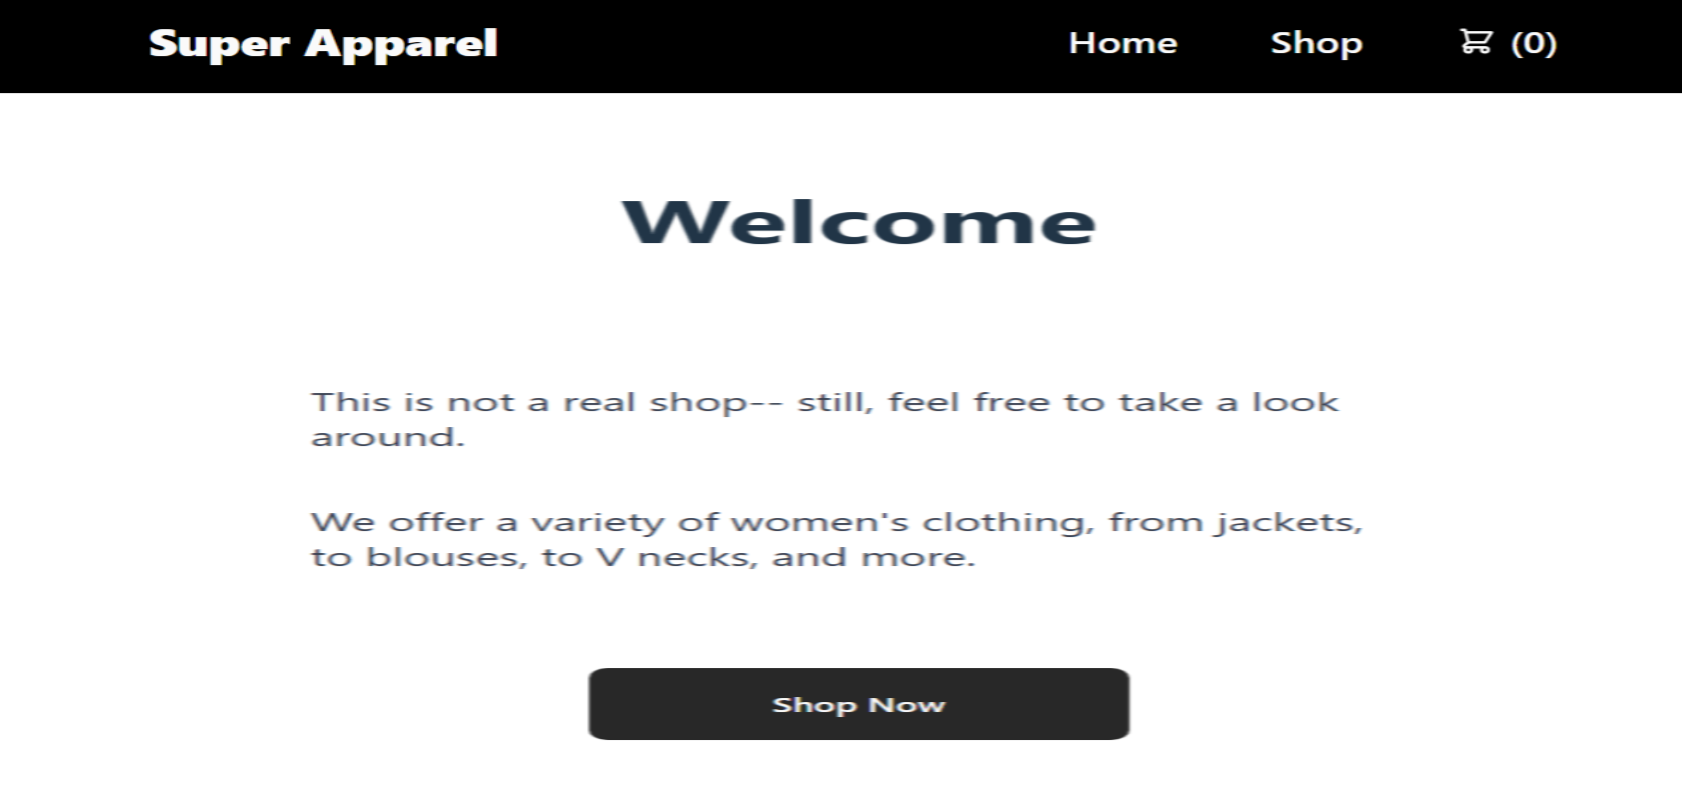 Super Apparel Home Shop (0)
Welcome
This is not a real shop-- still, feel free to take a look
around.
We offer a variety of women's clothing, from jackets,
to blouses, to V necks, and more.
Shop Now